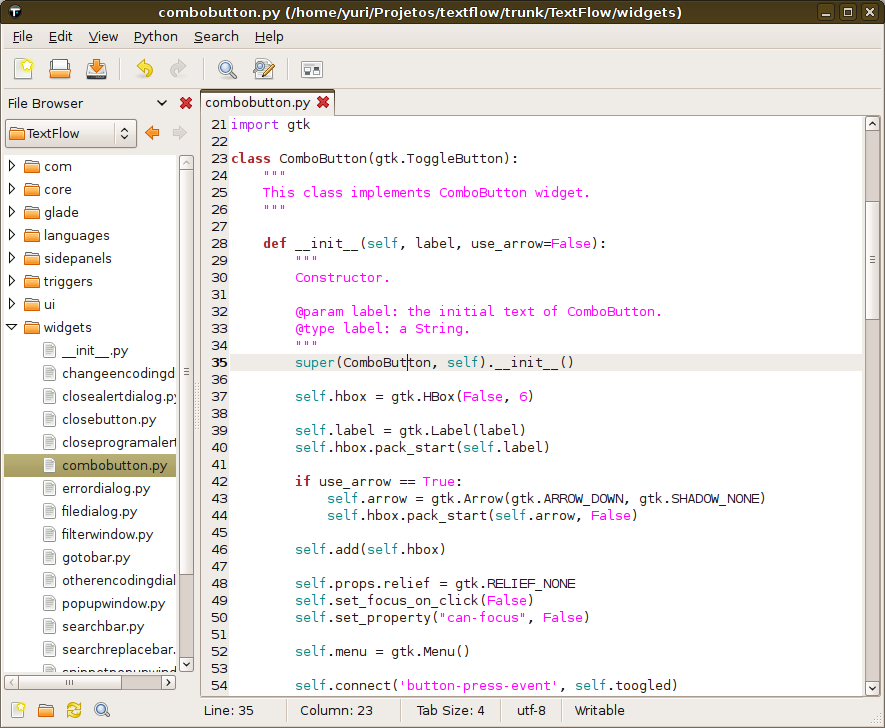 combobutton.py (/home/yuri/Projetos/textflow/trunk/TextFlow/widgets)
File Edit View Python Search Help
File Browser
TextFlow
com
core
glade
languages
sidepanels
triggers
ui
widgets
__init__.py
changeencodingd
closealertdialog.py
closebutton.py
closeprogramalert
combobutton.py
errordialog.py
filedialog.py
filterwindow.py
gotobar.py
otherencodingdial
popupwindow.py
searchbar.py
searchreplacebar.
combobutton.py
21 import gtk
22
23 class ComboButton(gtk.ToggleButton):
24     """
25     This class implements ComboButton widget.
26     """
27
28     def __init__(self, label, use_arrow=False):
29         """
30         Constructor.
31
32         @param label: the initial text of ComboButton.
33         @type label: a String.
34         """
35         super(ComboButton, self).__init__()
36
37         self.hbox = gtk.HBox(False, 6)
38
39         self.label = gtk.Label(label)
40         self.hbox.pack_start(self.label)
41
42         if use_arrow == True:
43             self.arrow = gtk.Arrow(gtk.ARROW_DOWN, gtk.SHADOW_NONE)
44             self.hbox.pack_start(self.arrow, False)
45
46         self.add(self.hbox)
47
48         self.props.relief = gtk.RELIEF_NONE
49         self.set_focus_on_click(False)
50         self.set_property("can-focus", False)
51
52         self.menu = gtk.Menu()
53
54         self.connect('button-press-event', self.toogled)
Line: 35 Column: 23 Tab Size: 4 utf-8 Writable